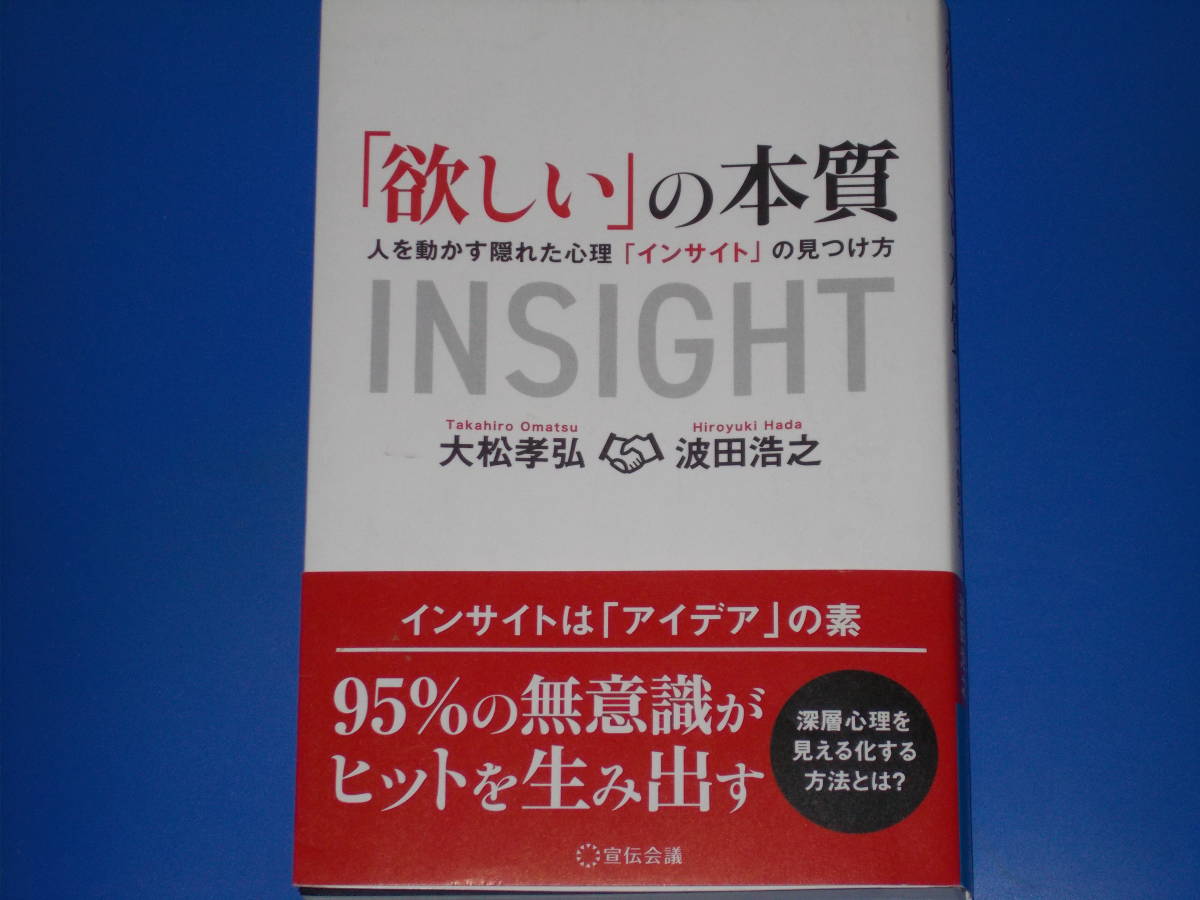 「欲しい」の本質
人を動かす隠れた心理「インサイト」の見つけ方
INSIGHT
Takahiro Omatsu
大松孝弘
Hiroyuki Hada
波田浩之
インサイトは「アイデア」の素
95%の無意識が
ヒットを生み出す
深層心理を
見える化する
方法とは?
宣伝会議